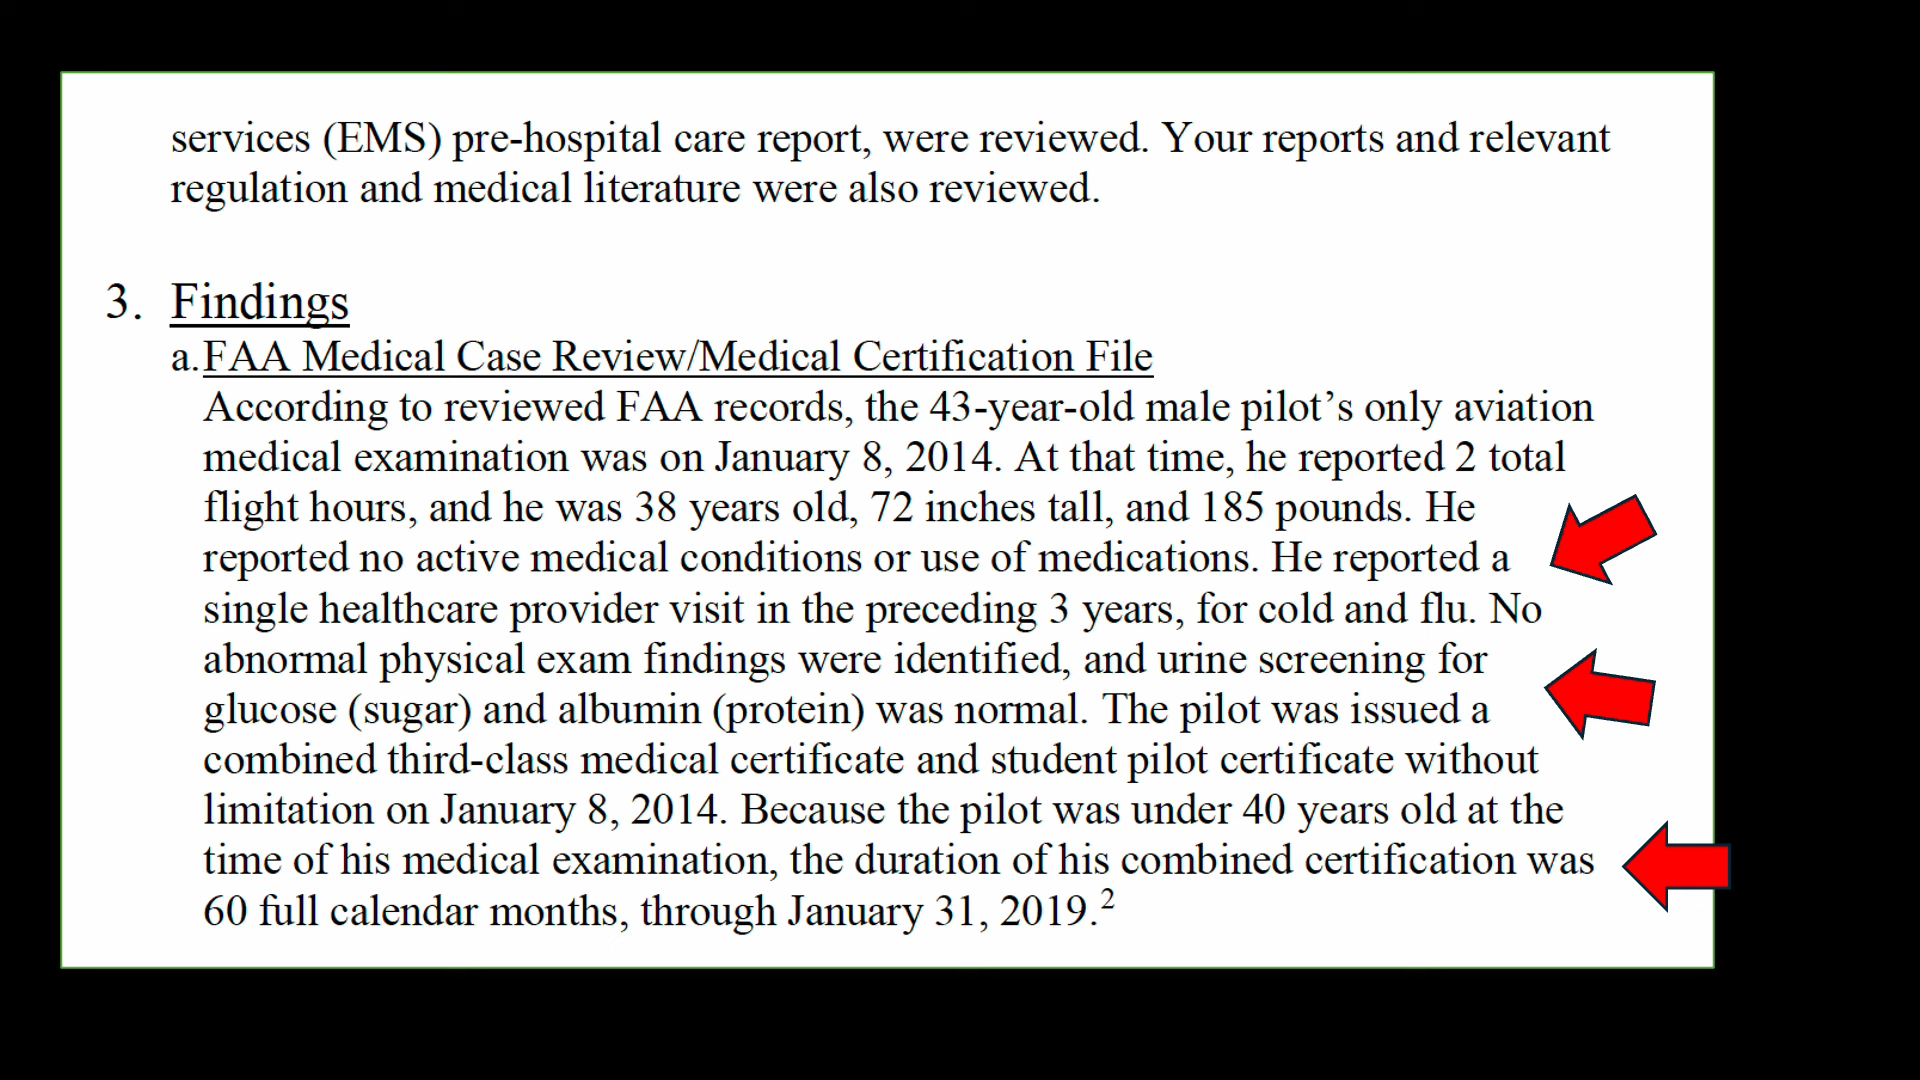 services (EMS) pre-hospital care report, were reviewed. Your reports and relevant
regulation and medical literature were also reviewed.
3. Findings
a. FAA Medical Case Review/Medical Certification File
According to reviewed FAA records, the 43-year-old male pilot’s only aviation
medical examination was on January 8, 2014. At that time, he reported 2 total
flight hours, and he was 38 years old, 72 inches tall, and 185 pounds. He
reported no active medical conditions or use of medications. He reported a
single healthcare provider visit in the preceding 3 years, for cold and flu. No
abnormal physical exam findings were identified, and urine screening for
glucose (sugar) and albumin (protein) was normal. The pilot was issued a
combined third-class medical certificate and student pilot certificate without
limitation on January 8, 2014. Because the pilot was under 40 years old at the
time of his medical examination, the duration of his combined certification was
60 full calendar months, through January 31, 2019.²